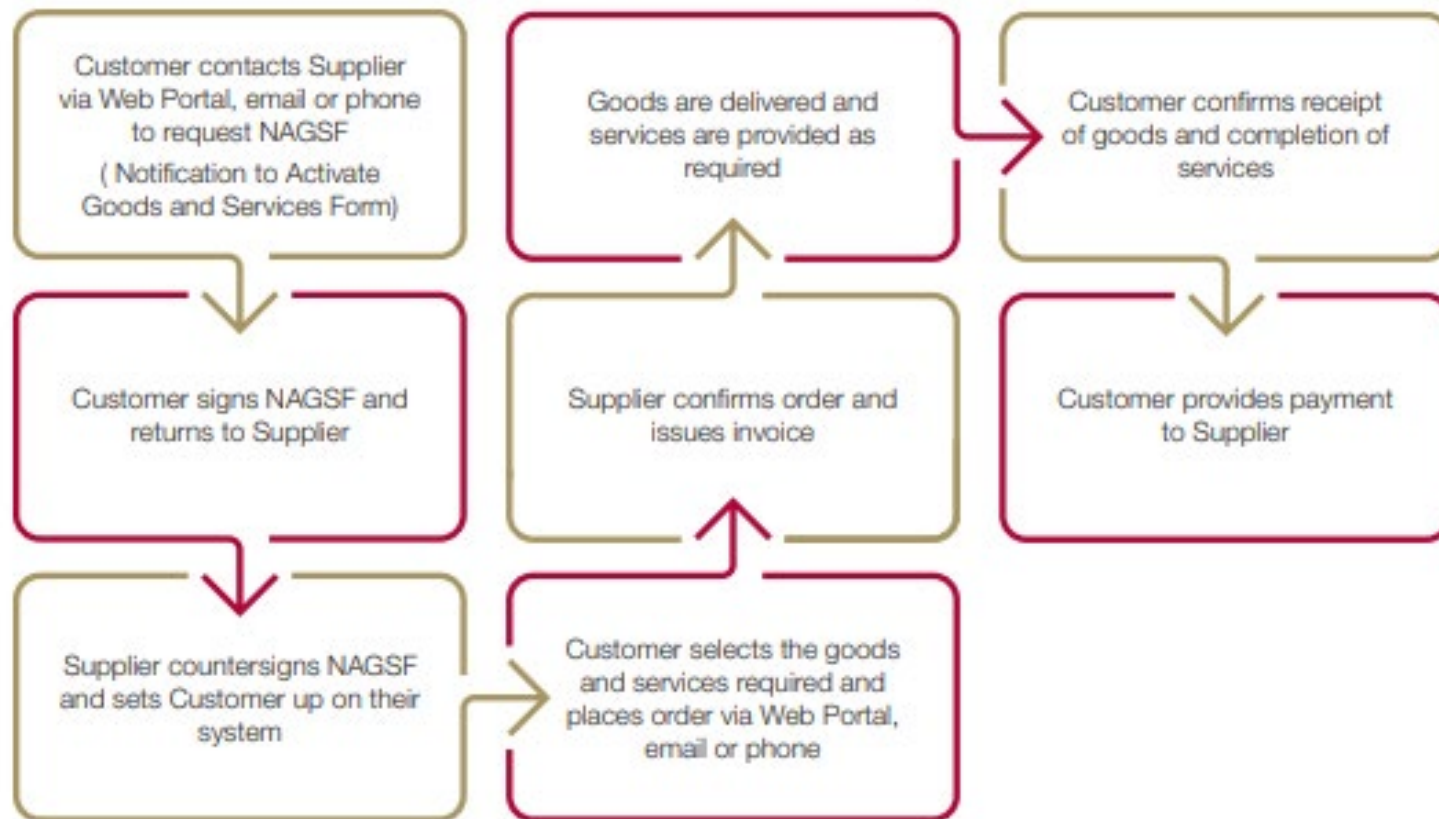 Customer contacts Supplier
via Web Portal, email or phone
to request NAGSF
( Notification to Activate
Goods and Services Form)
Customer signs NAGSF and
returns to Supplier
Supplier countersigns NAGSF
and sets Customer up on their
system
Customer selects the goods
and services required and
places order via Web Portal,
email or phone
Supplier confirms order and
issues invoice
Goods are delivered and
services are provided as
required
Customer confirms receipt
of goods and completion of
services
Customer provides payment
to Supplier